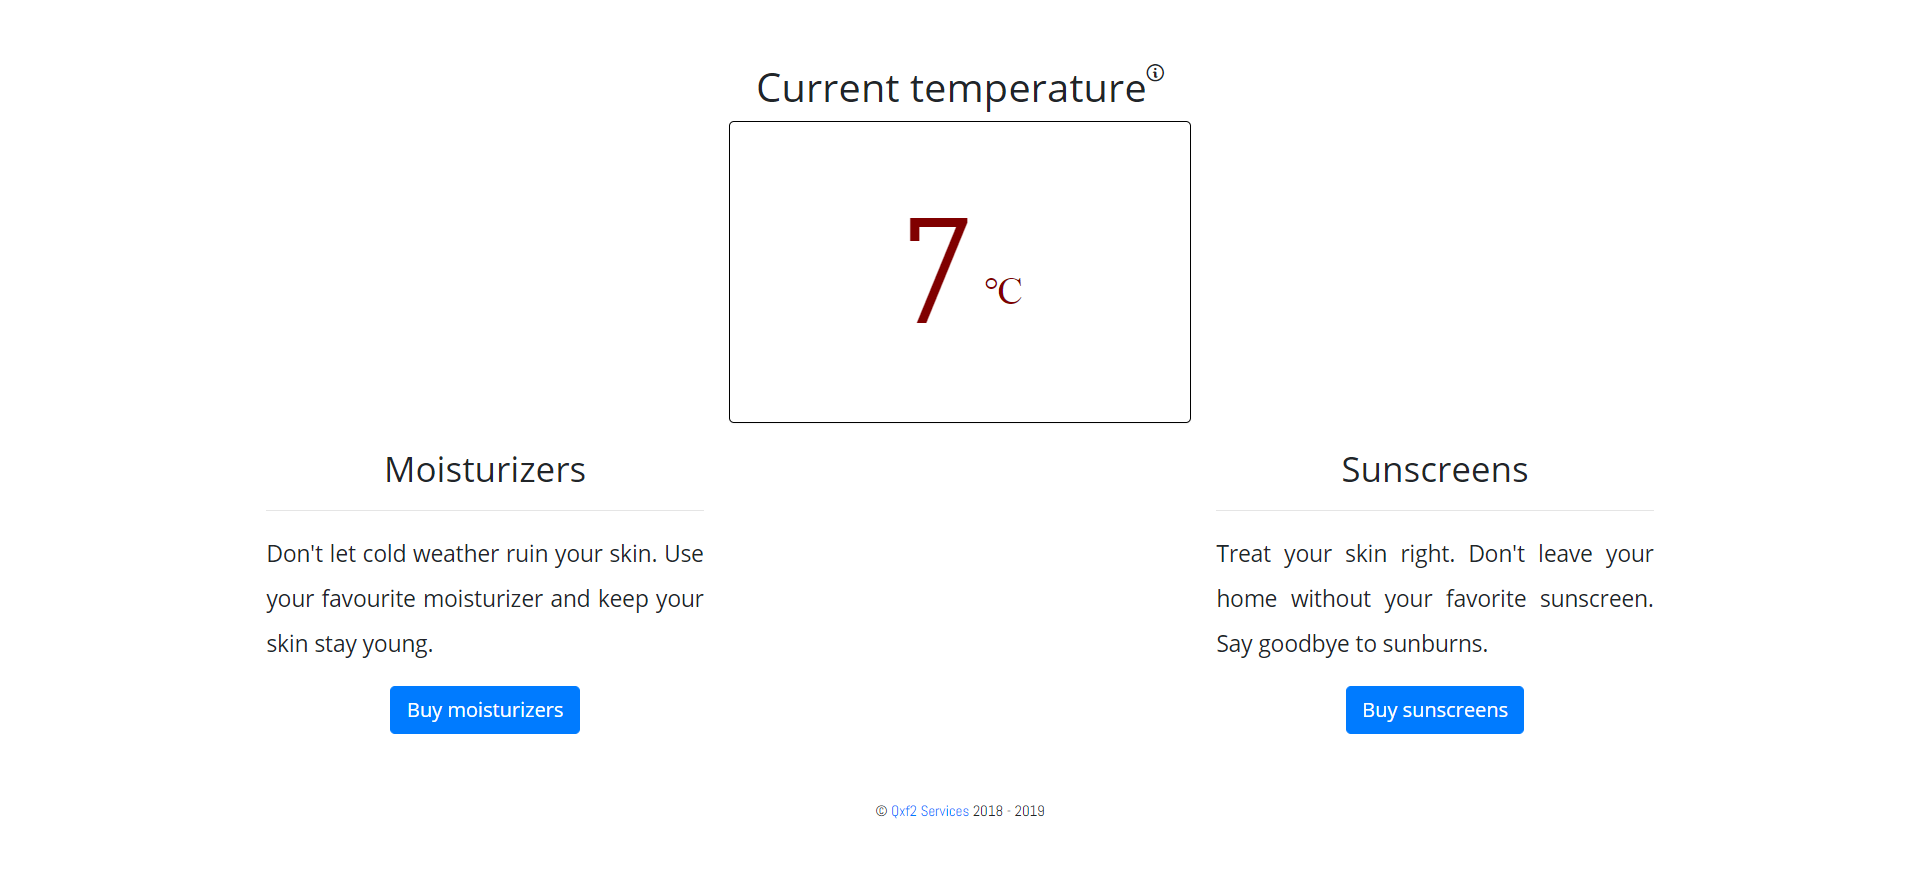 Current temperature
7 °C
Moisturizers
Don't let cold weather ruin your skin. Use
your favourite moisturizer and keep your
skin stay young.
Buy moisturizers
Sunscreens
Treat your skin right. Don't leave your
home without your favorite sunscreen.
Say goodbye to sunburns.
Buy sunscreens
© Qxf2 Services 2018 - 2019